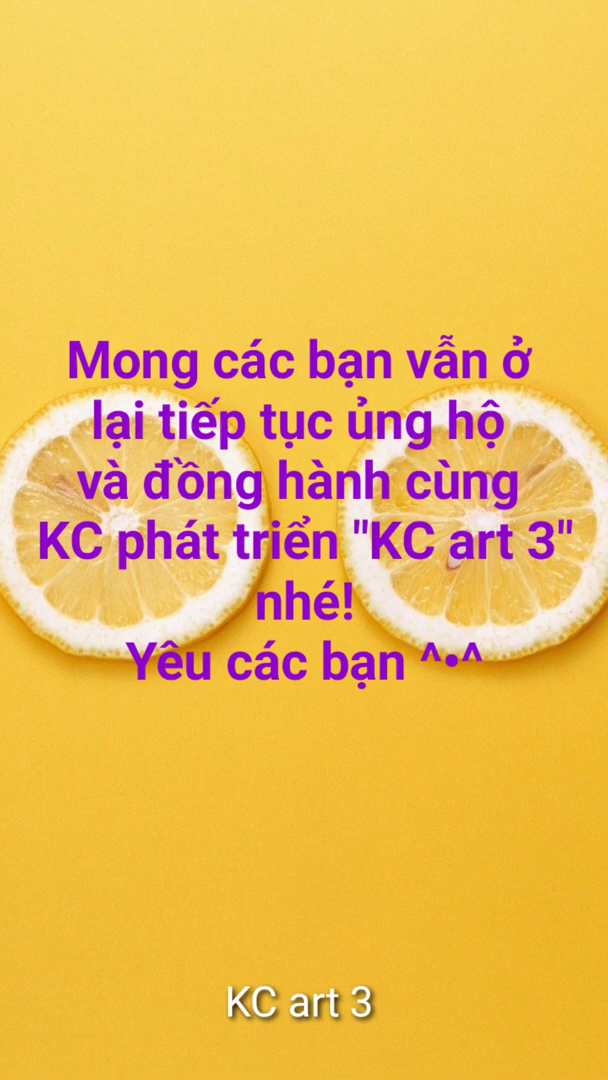 Mong các bạn vẫn ở
lại tiếp tục ủng hộ
và đồng hành cùng
KC phát triển "KC art 3"
nhé!
Yêu các bạn ^•^
KC art 3